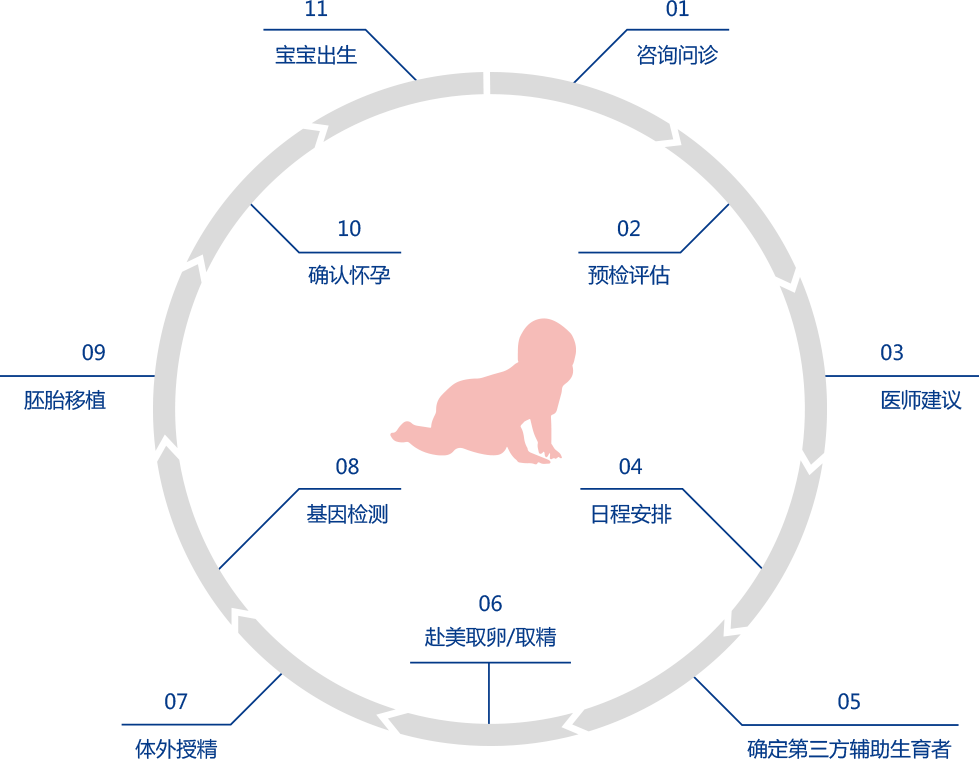 01
咨询问诊
02
预检评估
03
医师建议
04
日程安排
05
确定第三方辅助生育者
06
赴美取卵/取精
07
体外授精
08
基因检测
09
胚胎移植
10
确认怀孕
11
宝宝出生